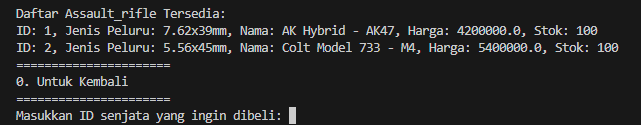 Daftar Assault_rifle Tersedia:
ID: 1, Jenis Peluru: 7.62x39mm, Nama: AK Hybrid - AK47, Harga: 4200000.0, Stok: 100
ID: 2, Jenis Peluru: 5.56x45mm, Nama: Colt Model 733 - M4, Harga: 5400000.0, Stok: 100
======================
0. Untuk Kembali
======================
Masukkan ID senjata yang ingin dibeli: